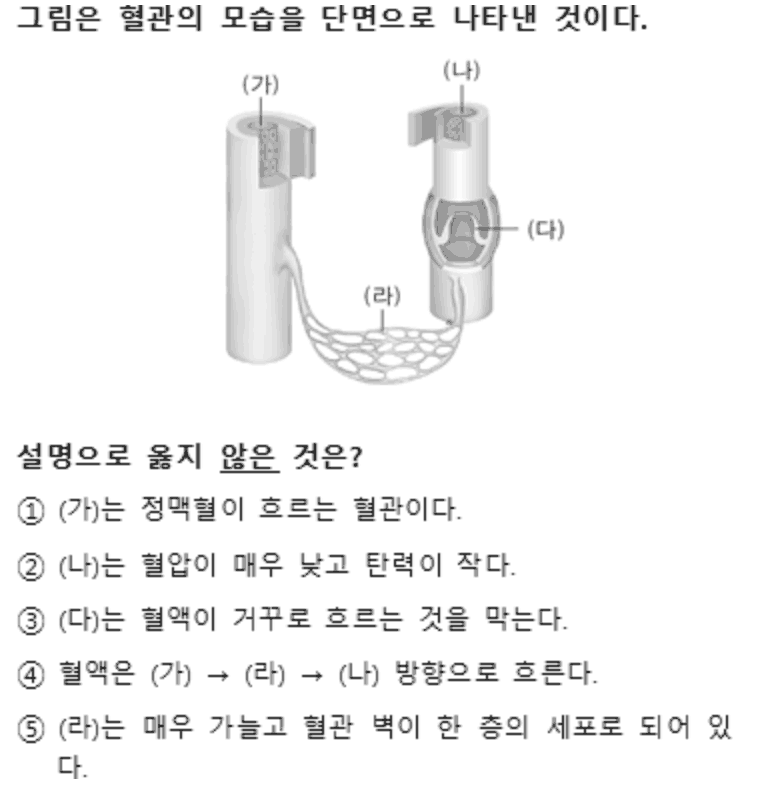 그림은 혈관의 모습을 단면으로 나타낸 것이다.
(가)
(나)
(다)
(라)
설명으로 옳지 않은 것은?
① (가)는 정맥혈이 흐르는 혈관이다.
② (나)는 혈압이 매우 낮고 탄력이 작다.
③ (다)는 혈액이 거꾸로 흐르는 것을 막는다.
④ 혈액은 (가) → (라) → (나) 방향으로 흐른다.
⑤ (라)는 매우 가늘고 혈관 벽이 한 층의 세포로 되어 있
다.